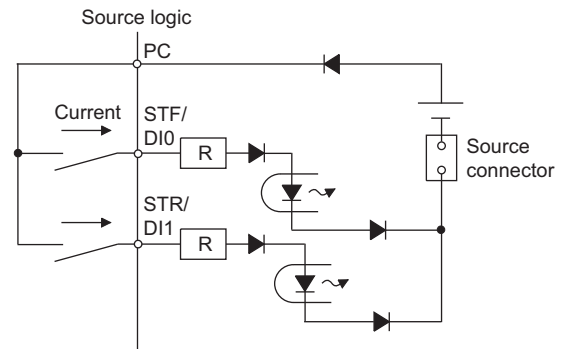 Source logic
PC
Current
STF/
DI0
R
Source
connector
STR/
DI1
R